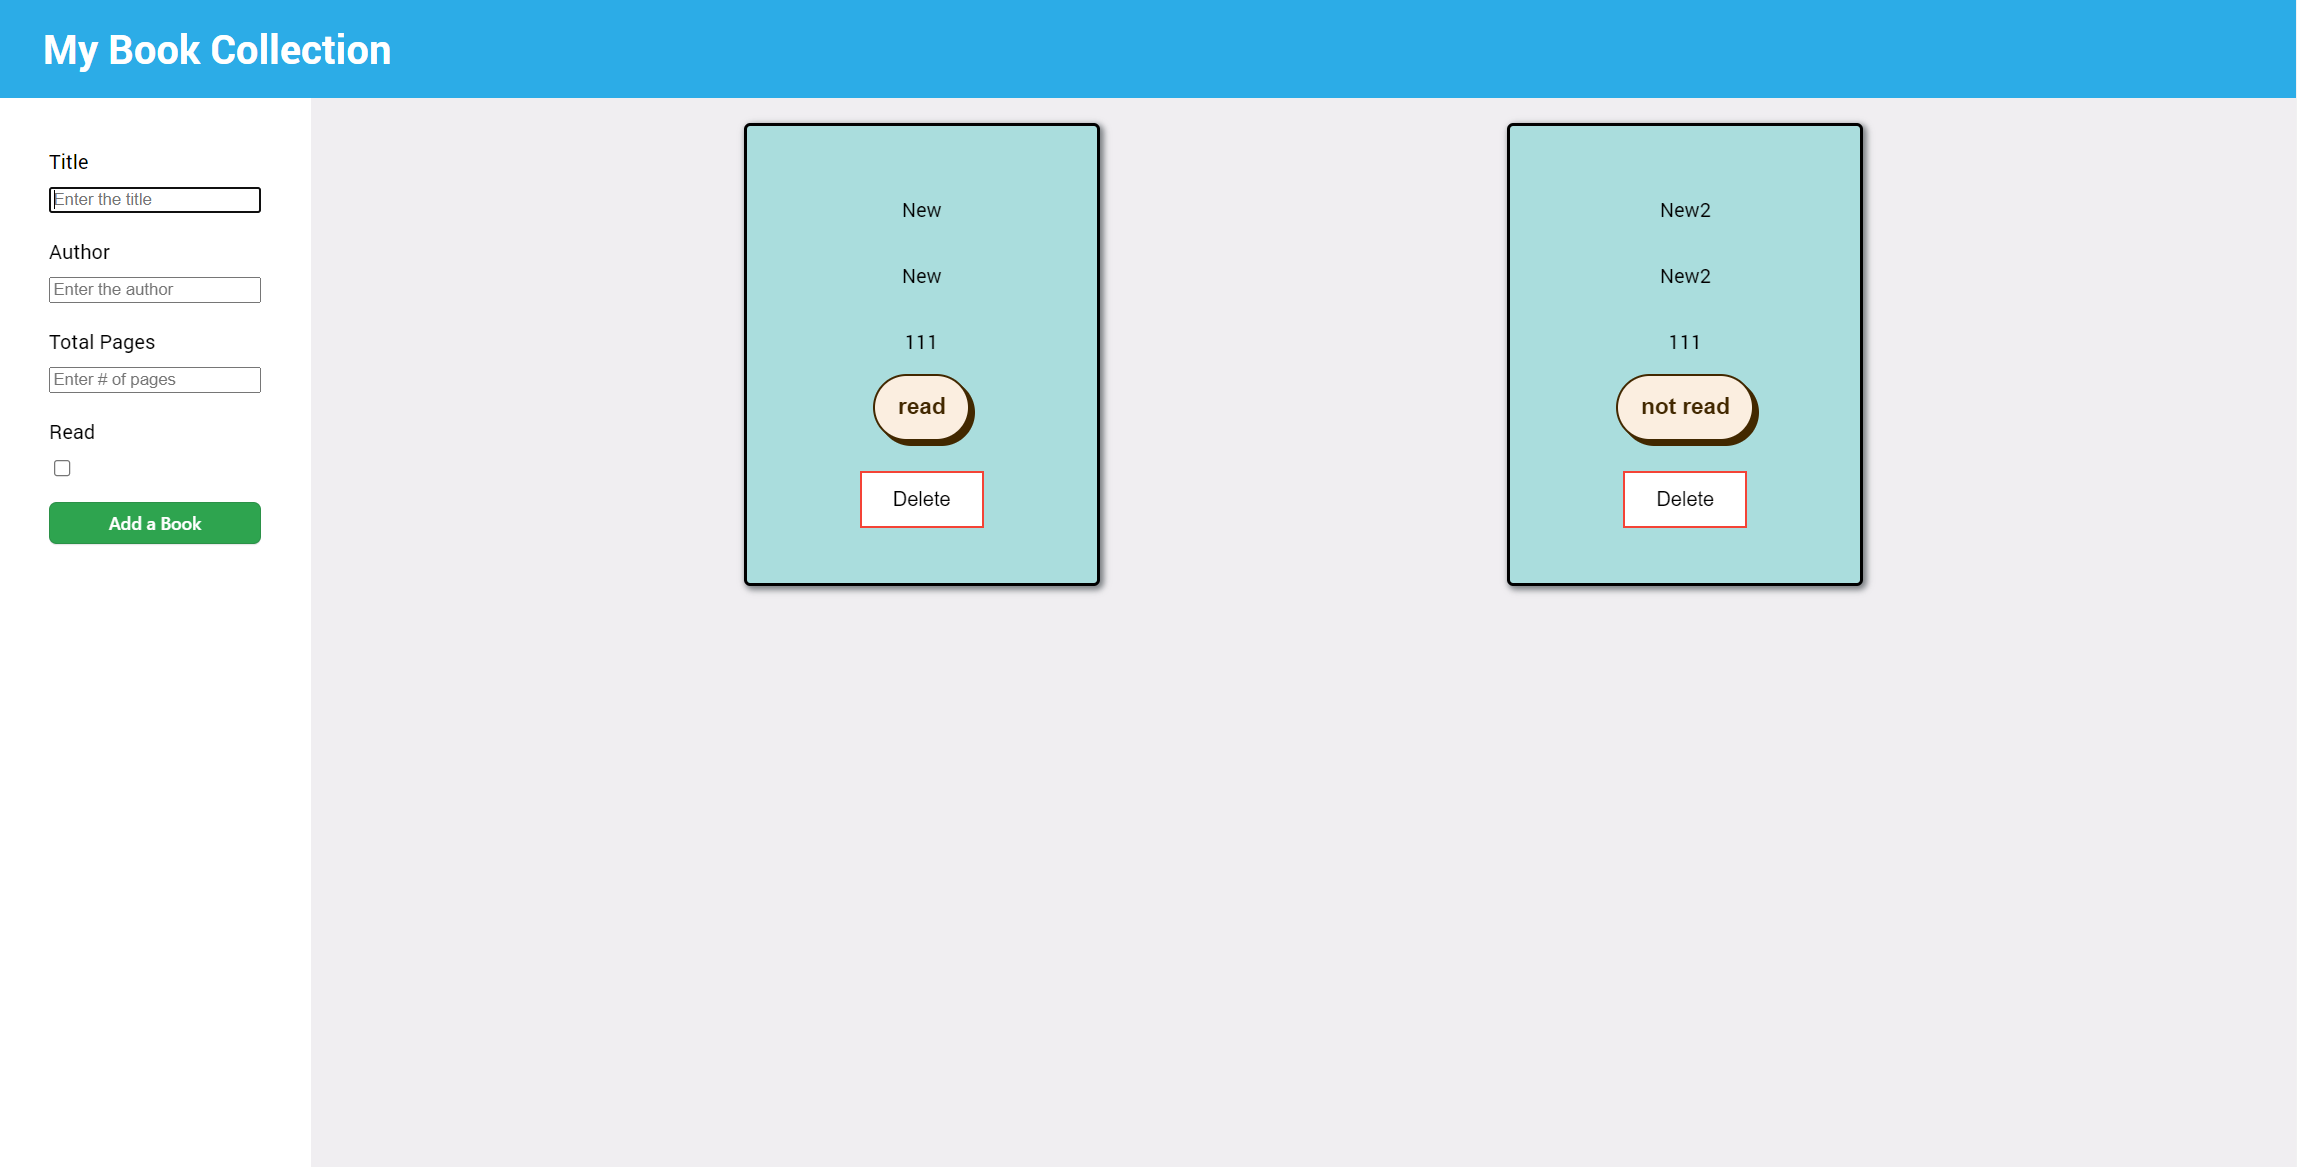 My Book Collection
Title
Enter the title
Author
Enter the author
Total Pages
Enter # of pages
Read
Add a Book
New
New
111
read
Delete
New2
New2
111
not read
Delete